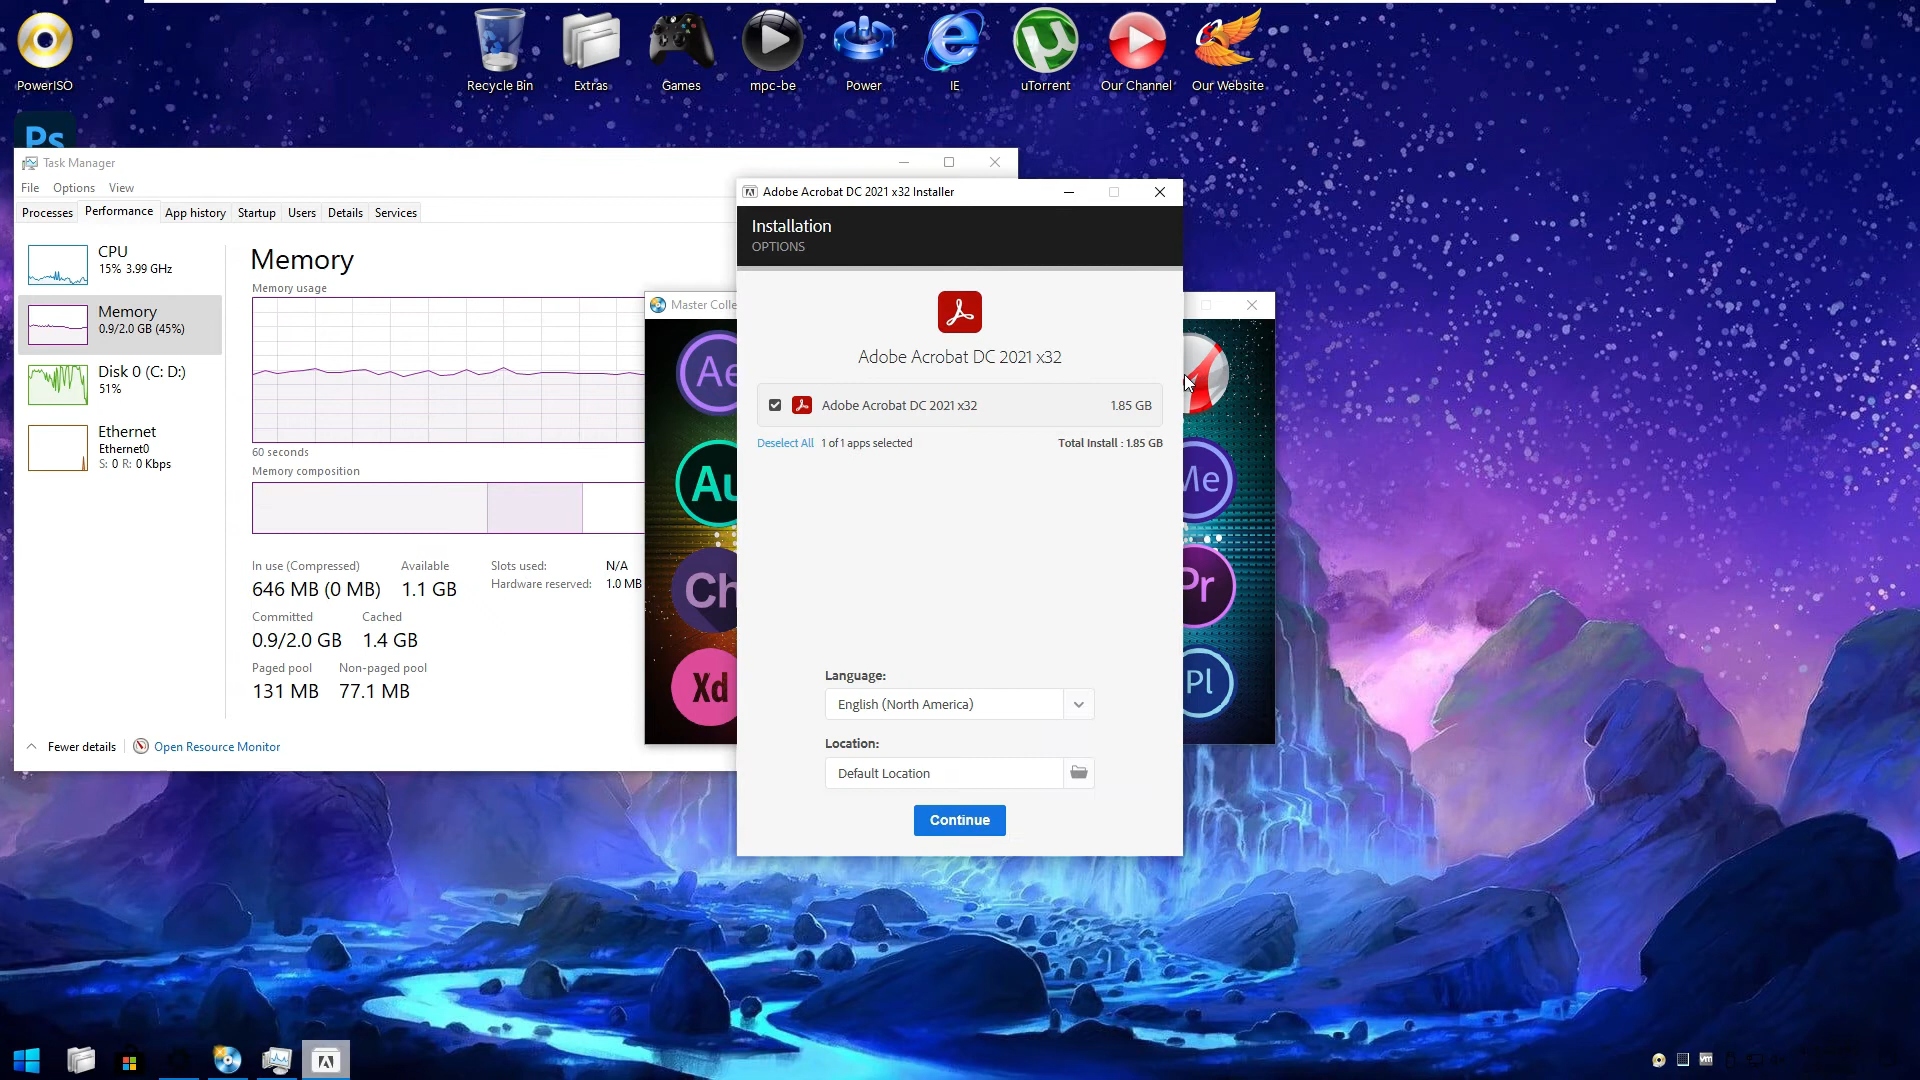 PowerISO
Recycle Bin
Extras
Games
mpc-be
Power
IE
uTorrent
Our Channel
Our Website
Ps
Task Manager
File Options View
Processes Performance App history Startup Users Details Services
CPU
15% 3.99 GHz
Memory
0.9/2.0 GB (45%)
Disk 0 (C: D:)
51%
Ethernet
Ethernet0
S: 0 R: 0 Kbps
Memory
Memory usage
60 seconds
Memory composition
In use (Compressed) Available Slots used: N/A
646 MB (0 MB) 1.1 GB Hardware reserved: 1.0 MB
Committed Cached
0.9/2.0 GB 1.4 GB
Paged pool Non-paged pool
131 MB 77.1 MB
Fewer details Open Resource Monitor
Master Colle
Ae
Au
Ch
Xd
Me
Pr
Pl
Adobe Acrobat DC 2021 x32 Installer
Installation
OPTIONS
Adobe Acrobat DC 2021 x32
Adobe Acrobat DC 2021 x32 1.85 GB
Deselect All 1 of 1 apps selected Total Install : 1.85 GB
Language:
English (North America)
Location:
Default Location
Continue
vm